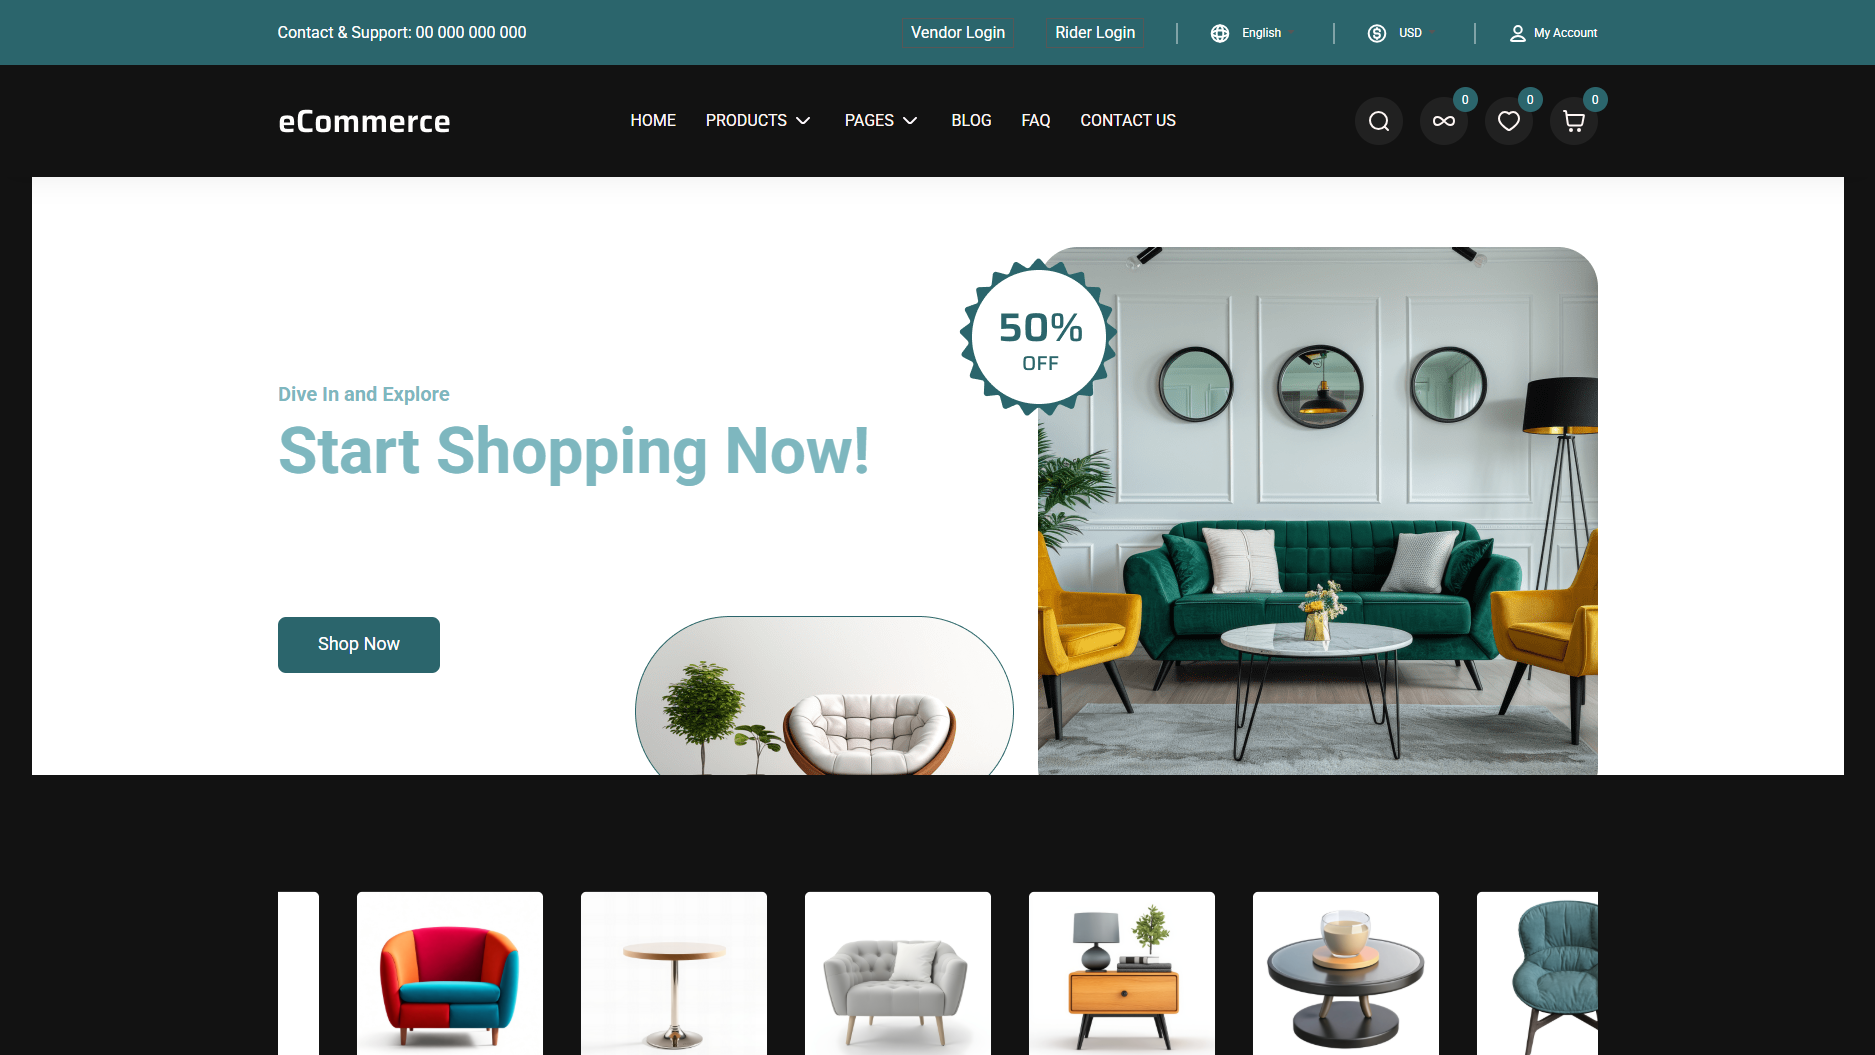 Contact & Support: 00 000 000 000
Vendor Login
Rider Login
English
USD
My Account
eCommerce
HOME
PRODUCTS
PAGES
BLOG
FAQ
CONTACT US
0
0
0
50%
OFF
Dive In and Explore
Start Shopping Now!
Shop Now